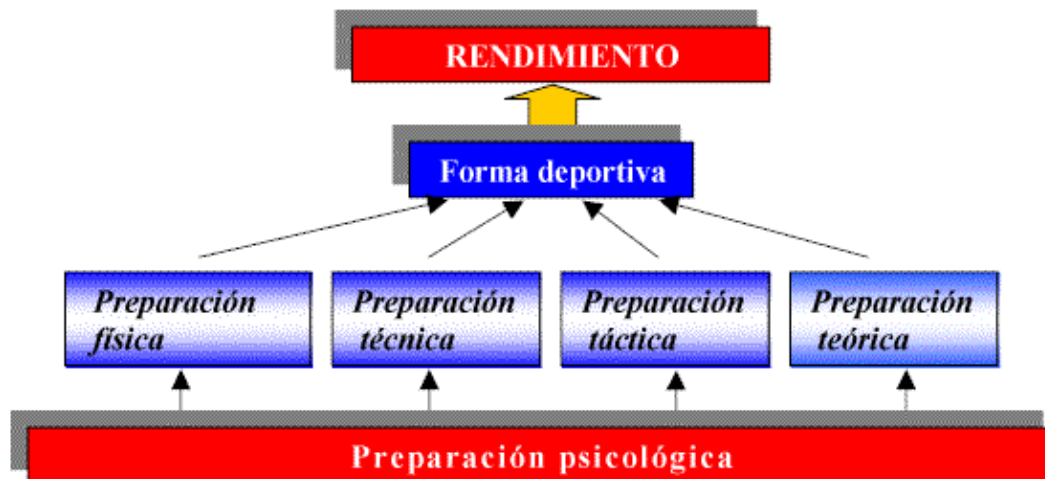 RENDIMIENTO
Forma deportiva
Preparación
física
Preparación
técnica
Preparación
táctica
Preparación
teórica
Preparación psicológica